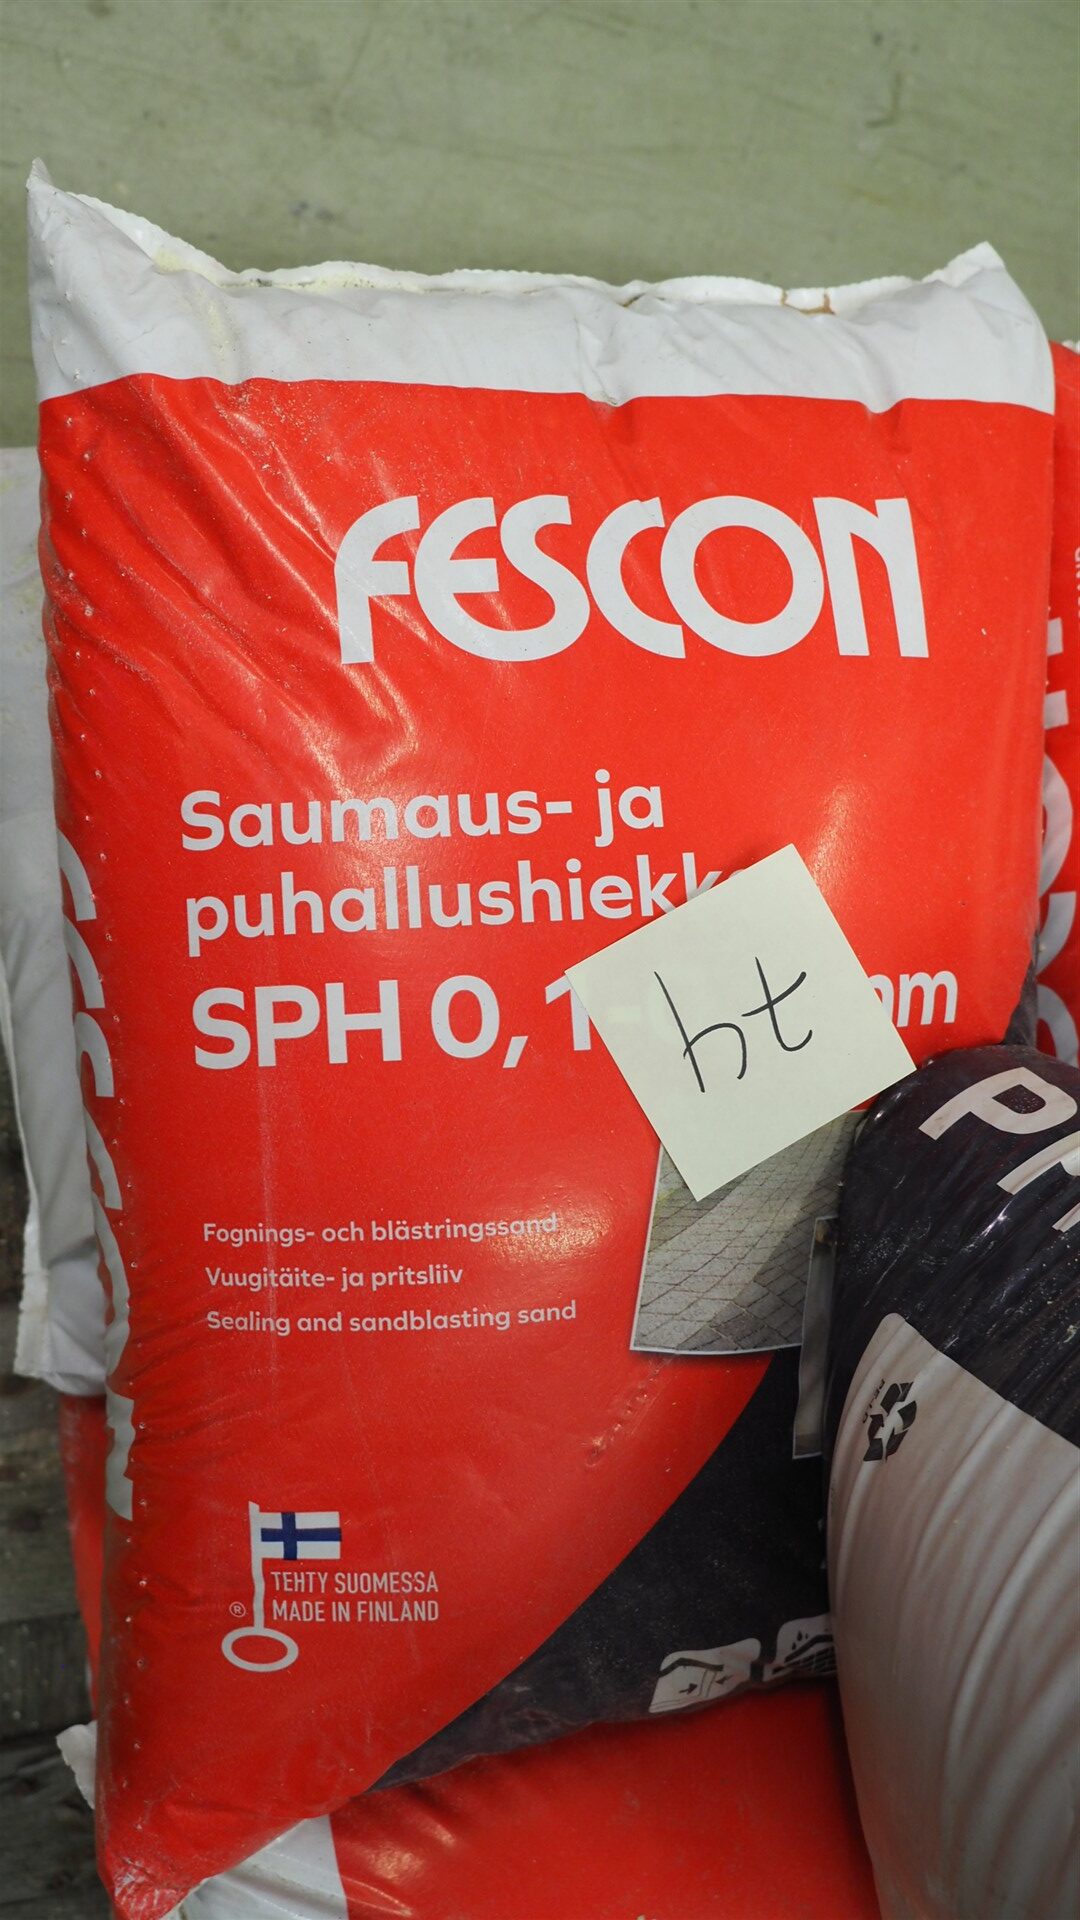 FESCON
Saumaus- ja
puhallushiekk
SPH 0, 1- mm
ht
Fognings- och blästringssand
Vuugitäite- ja pritsliiv
Sealing and sandblasting sand
TEHTY SUOMESSA
® MADE IN FINLAND